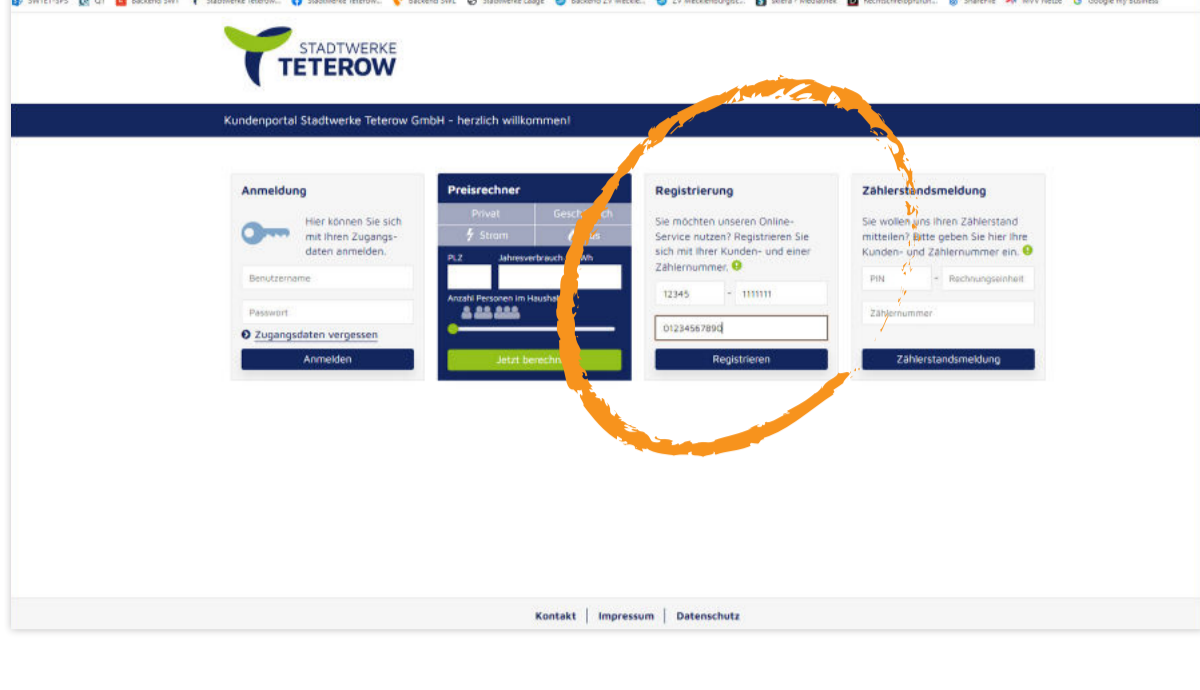 STADTWERKE
TETEROW
Kundenportal Stadtwerke Teterow GmbH - herzlich willkommen!
Anmeldung
Hier können Sie sich
mit Ihren Zugangs-
daten anmelden.
Benutzername
Passwort
Zugangsdaten vergessen
Anmelden
Preisrechner
Privat
Strom
PLZ
Anzahl Personen im
Registrierung
Sie möchten unseren Online-
Service nutzen? Registrieren Sie
sich mit Ihrer Kunden- und einer
Zählernummer.
12345 - 1111111
01234567890
Registrieren
Zählerstandsmeldung
Sie wollen uns Ihren Zählerstand
mitteilen? Bitte geben Sie hier Ihre
Kunden- und Zählernummer ein.
PIN - Rechnungseinheit
Zählernummer
Zählerstandsmeldung
Kontakt | Impressum | Datenschutz